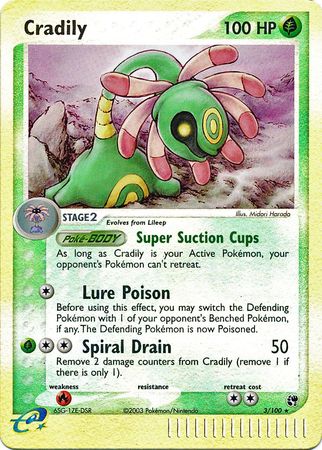 Cradily 100 HP
Illus. Midori Harada
STAGE2 Evolves from Lileep
Poké-BODY Super Suction Cups
As long as Cradily is your Active Pokémon, your
opponent's Pokémon can't retreat.
Lure Poison
Before using this effect, you may switch the Defending
Pokémon with 1 of your opponent's Benched Pokémon,
if any. The Defending Pokémon is now Poisoned.
Spiral Drain 50
Remove 2 damage counters from Cradily (remove 1 if
there is only 1).
weakness resistance retreat cost
6SG-1ZE-DSR ©2003 Pokémon/Nintendo 3/100 ★
e